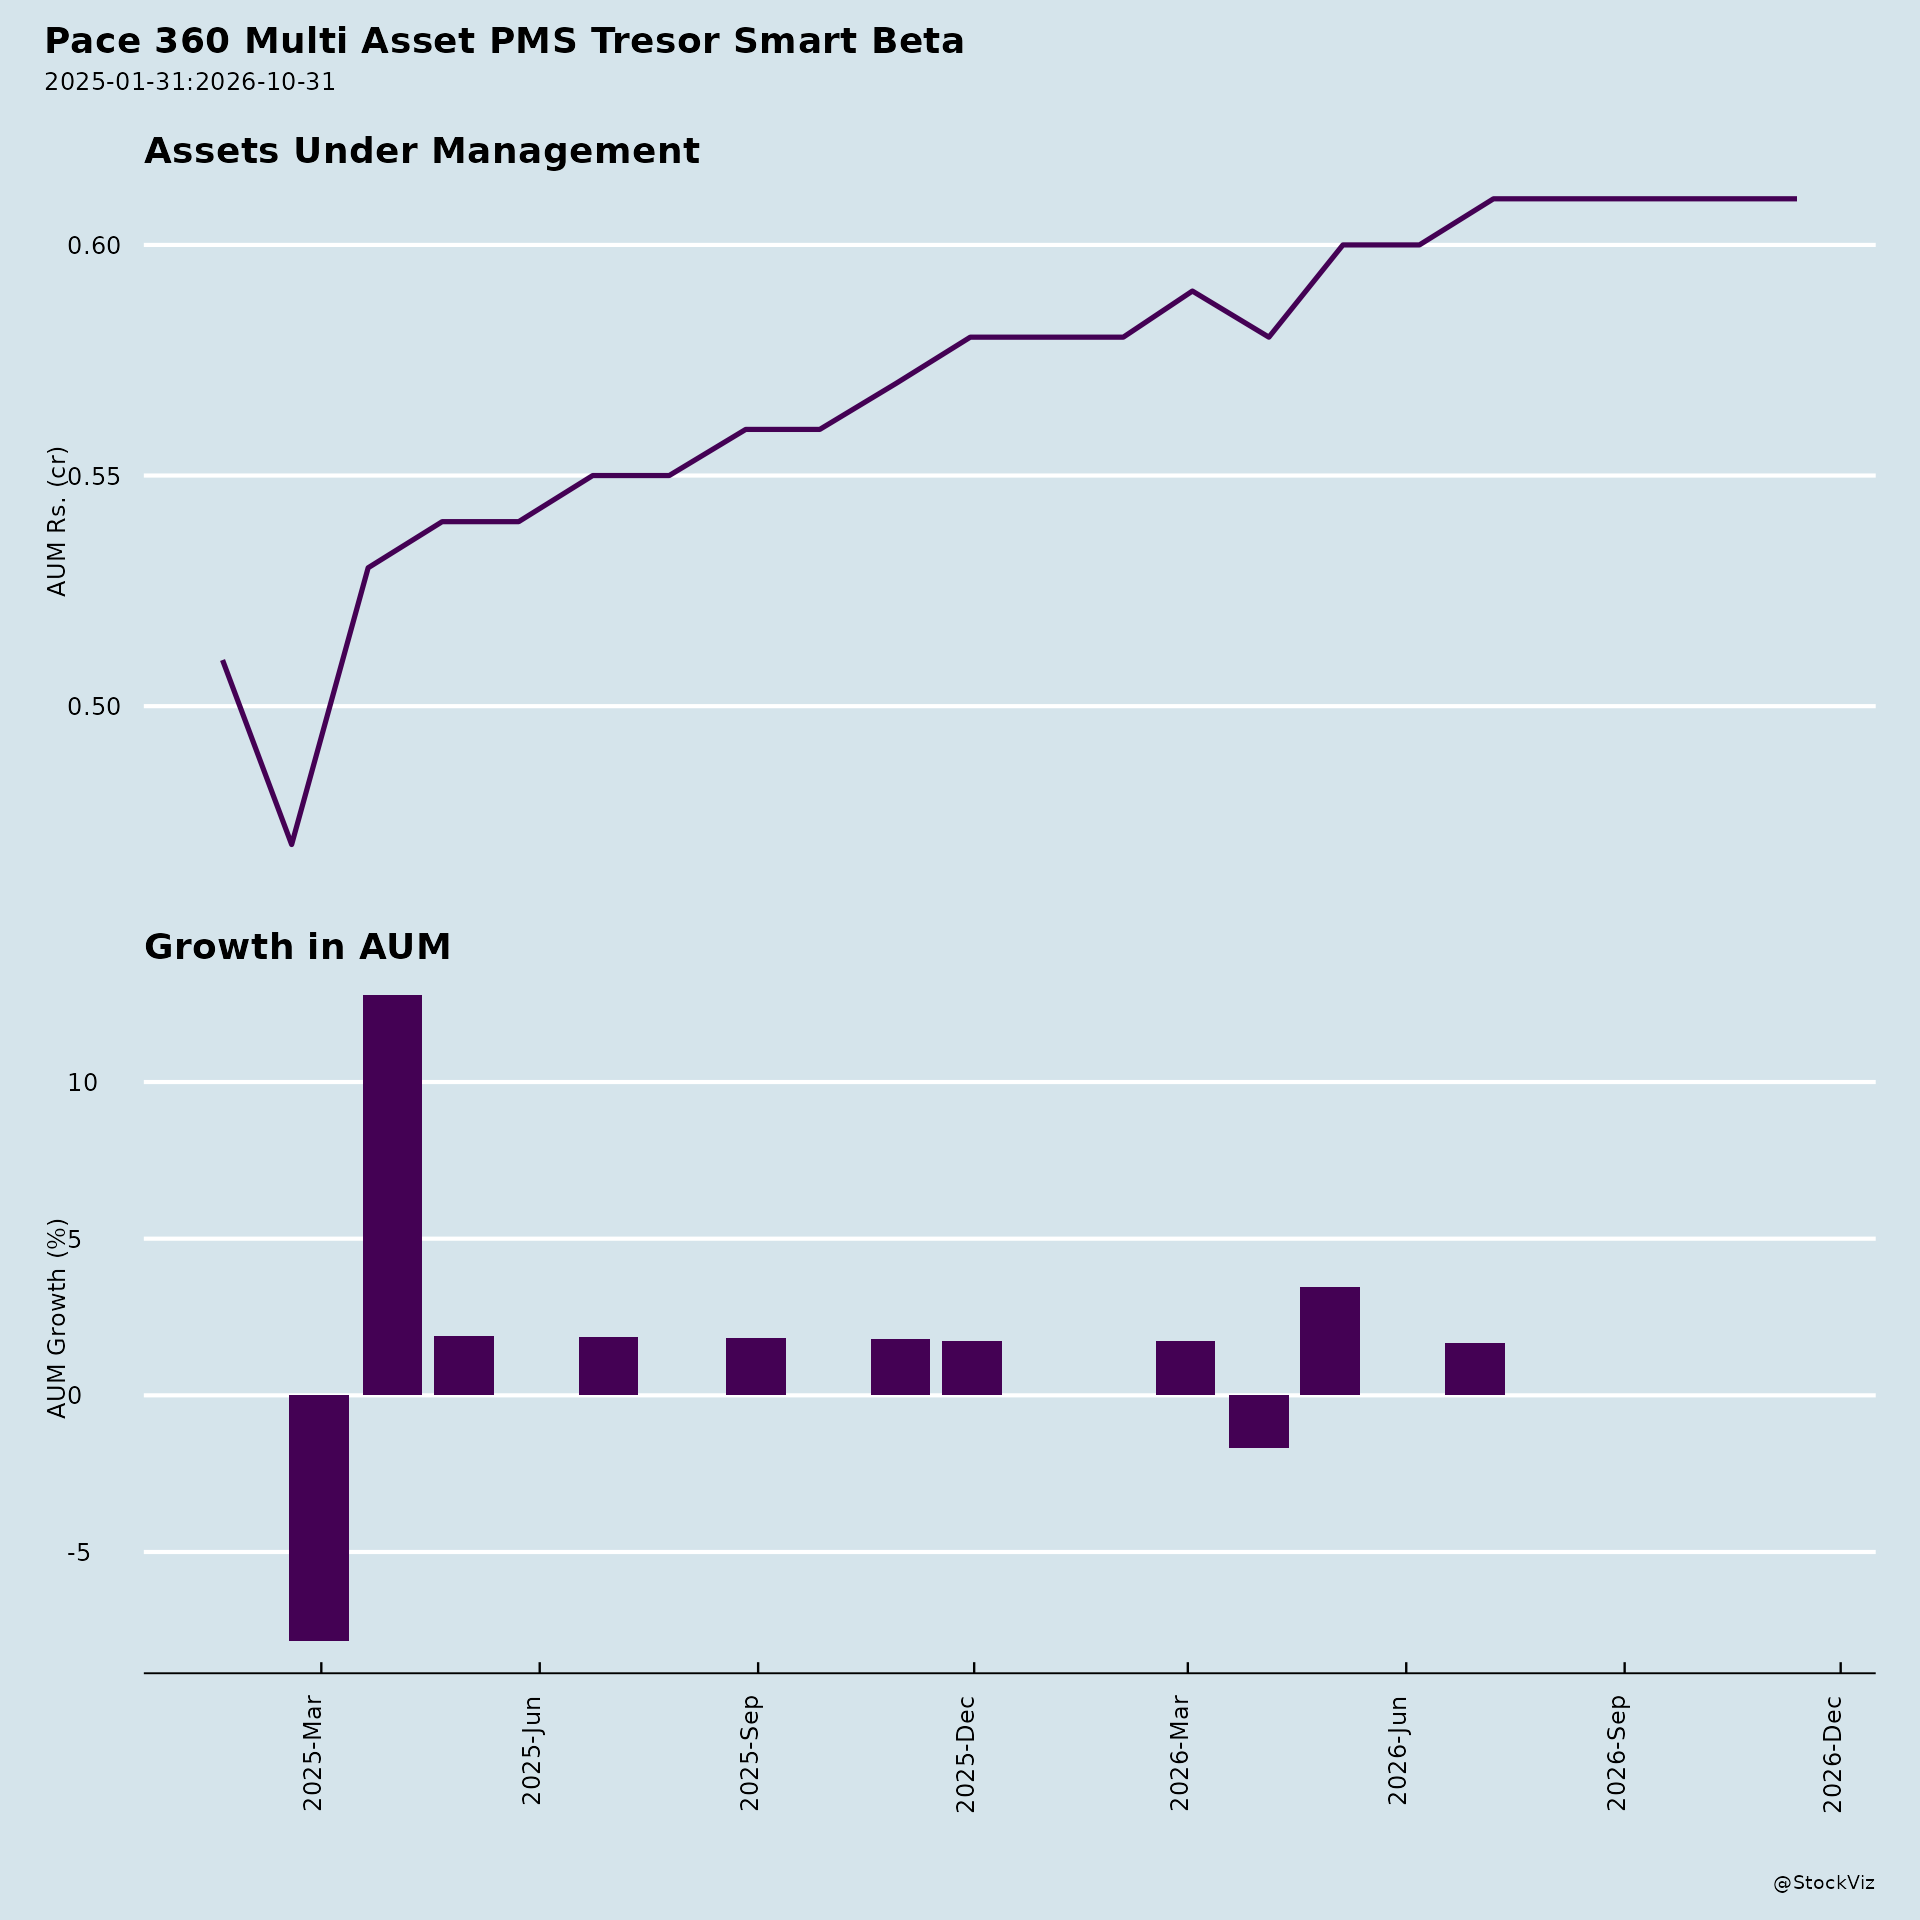 Pace 360 Multi Asset PMS Tresor Smart Beta
2025-01-31:2026-10-31
Assets Under Management
AUM Rs. (cr)
0.60
0.55
0.50
Growth in AUM
AUM Growth (%)
10
5
0
-5
2025-Mar
2025-Jun
2025-Sep
2025-Dec
2026-Mar
2026-Jun
2026-Sep
2026-Dec
@StockViz